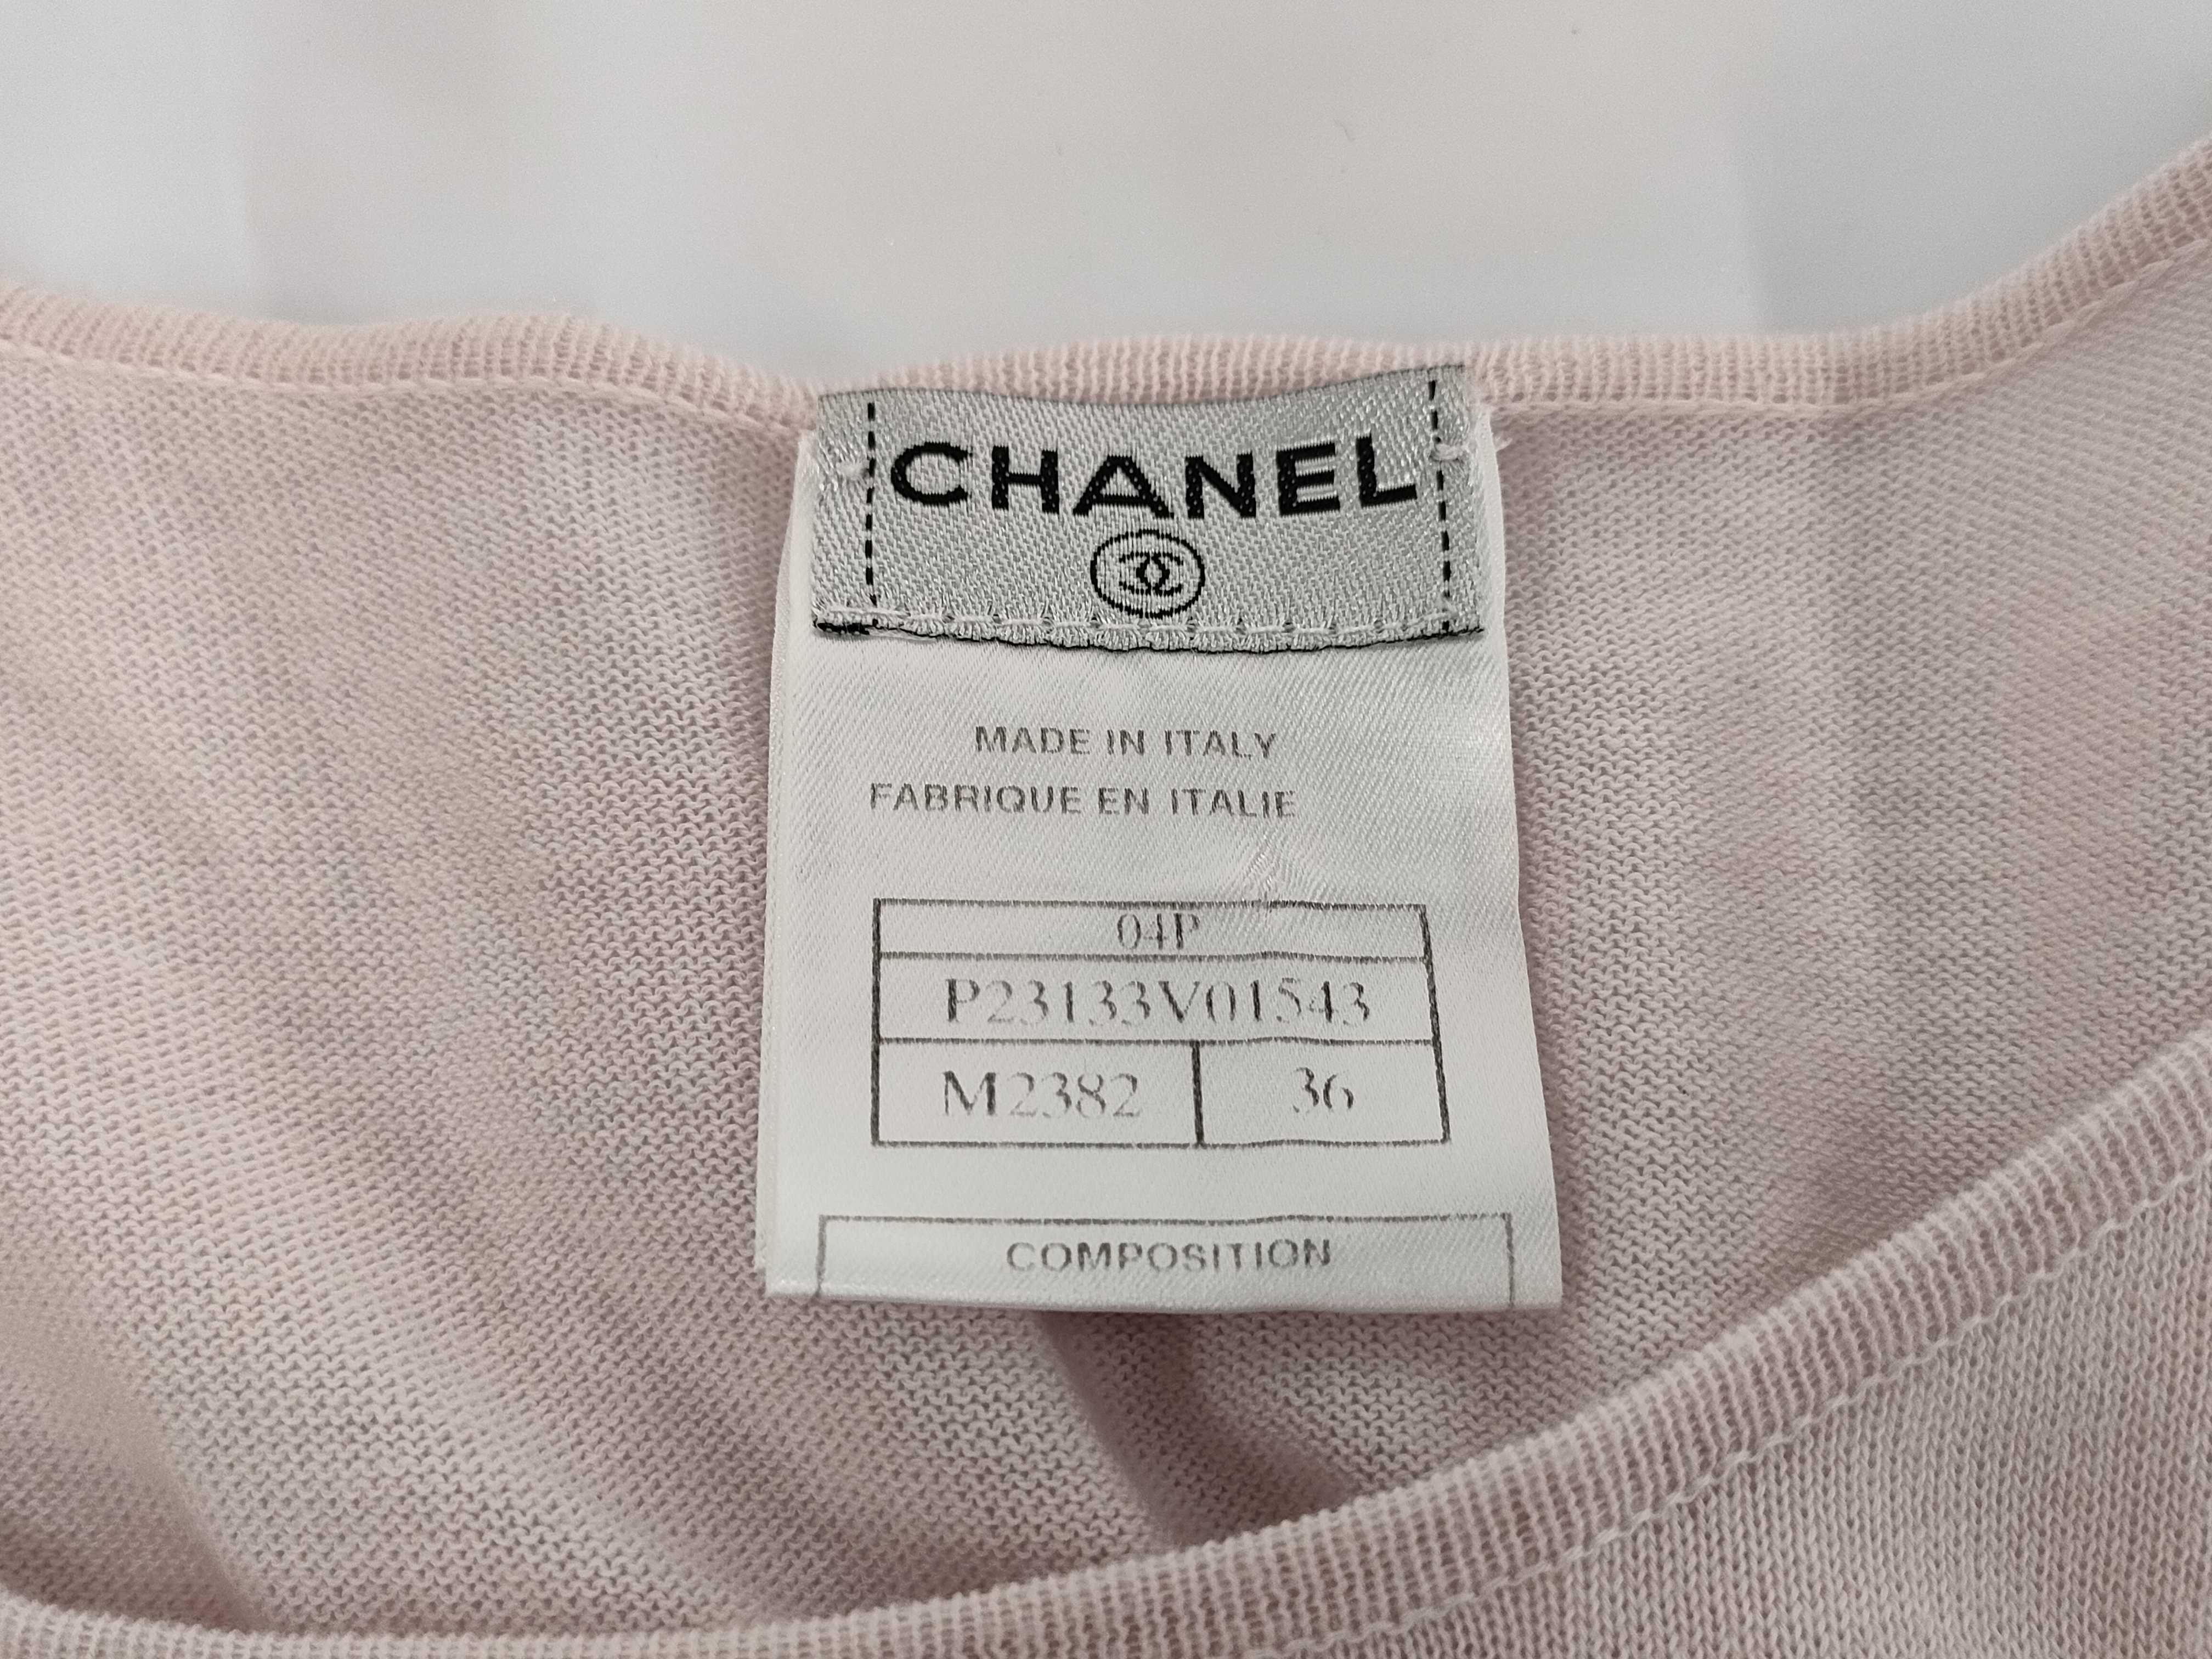 CHANEL
MADE IN ITALY
FABRIQUE EN ITALIE
04P
P23133V01543
M2382 36
COMPOSITION